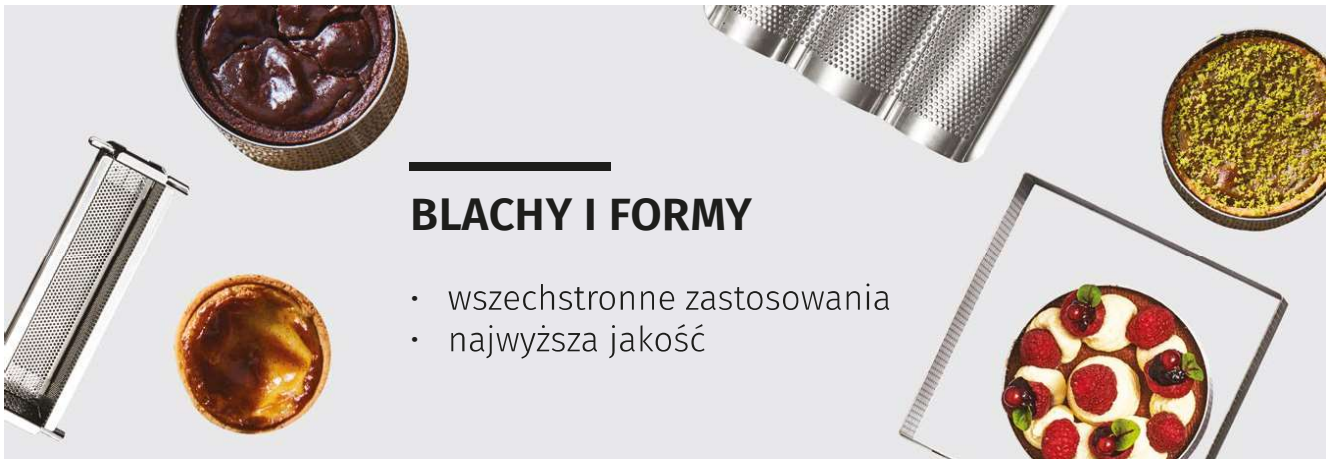 BLACHY I FORMY
• wszechstronne zastosowania
• najwyższa jakość